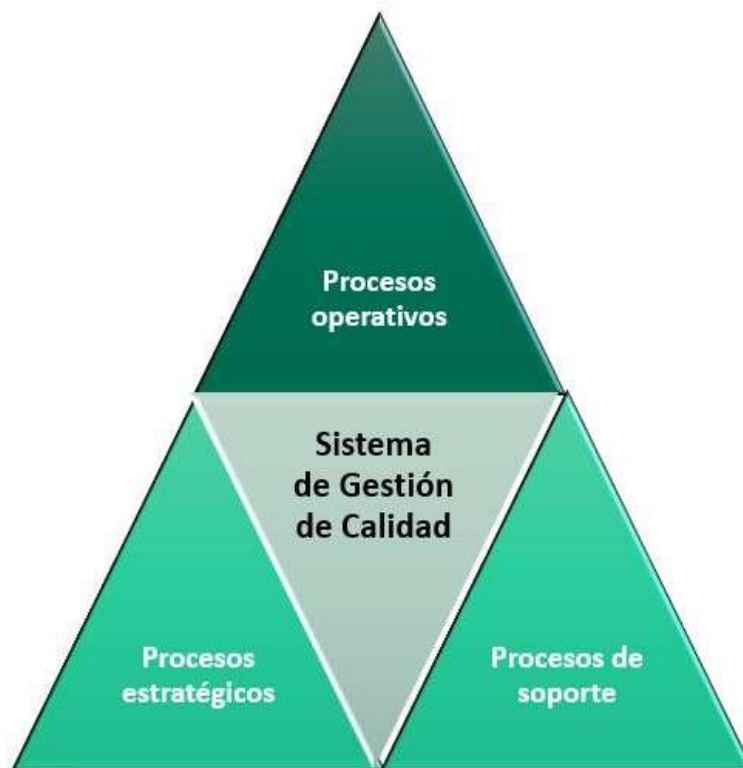 Procesos
operativos
Sistema
de Gestión
de Calidad
Procesos
estratégicos
Procesos de
soporte